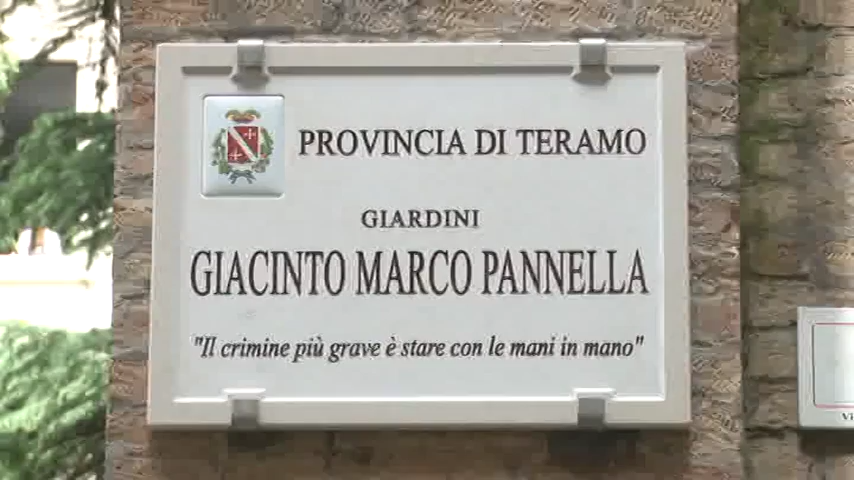 PROVINCIA DI TERAMO
GIARDINI
GIACINTO MARCO PANNELLA
"Il crimine più grave è stare con le mani in mano"